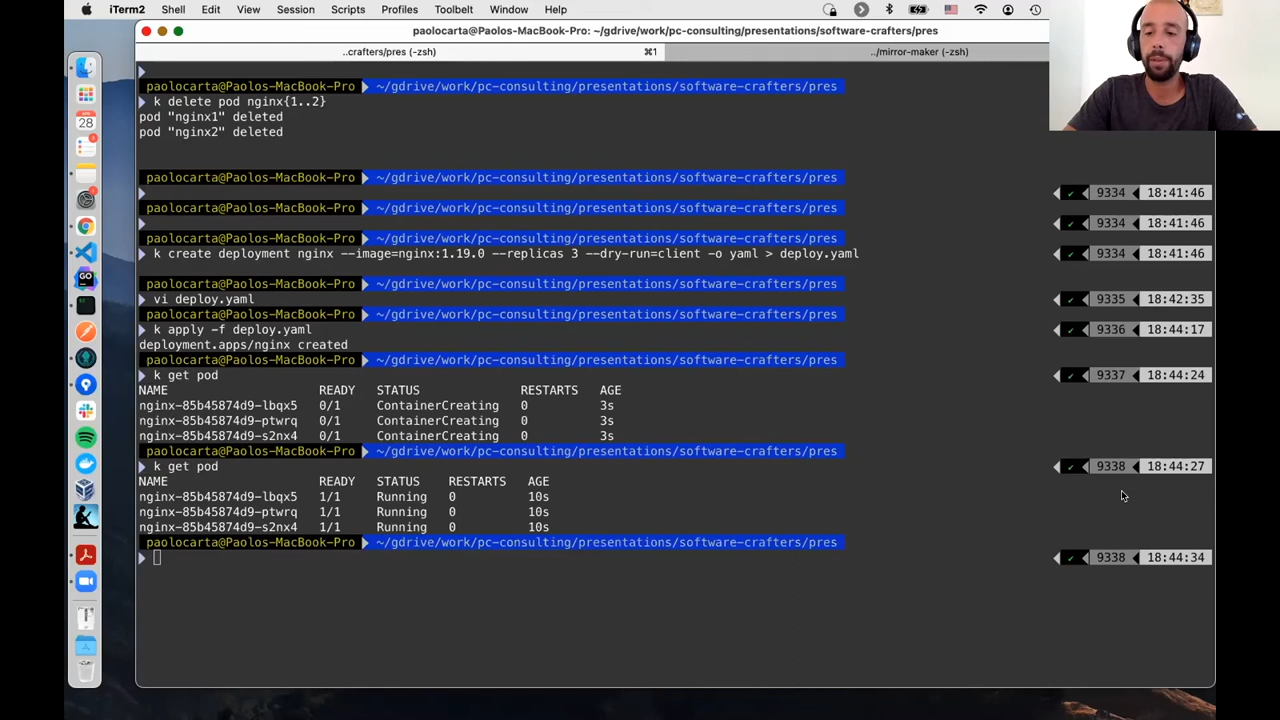 iTerm2 Shell Edit View Session Scripts Profiles Toolbelt Window Help
paolocarta@Paolos-MacBook-Pro: ~/gdrive/work/pc-consulting/presentations/software-crafters/pres
..crafters/pres (-zsh) ⌘1 ../mirror-maker (-zsh)
paolocarta@Paolos-MacBook-Pro ~/gdrive/work/pc-consulting/presentations/software-crafters/pres
k delete pod nginx{1..2}
pod "nginx1" deleted
pod "nginx2" deleted
paolocarta@Paolos-MacBook-Pro ~/gdrive/work/pc-consulting/presentations/software-crafters/pres
✔ 9334 18:41:46
paolocarta@Paolos-MacBook-Pro ~/gdrive/work/pc-consulting/presentations/software-crafters/pres
✔ 9334 18:41:46
paolocarta@Paolos-MacBook-Pro ~/gdrive/work/pc-consulting/presentations/software-crafters/pres
k create deployment nginx --image=nginx:1.19.0 --replicas 3 --dry-run=client -o yaml > deploy.yaml ✔ 9334 18:41:46
paolocarta@Paolos-MacBook-Pro ~/gdrive/work/pc-consulting/presentations/software-crafters/pres
vi deploy.yaml ✔ 9335 18:42:35
paolocarta@Paolos-MacBook-Pro ~/gdrive/work/pc-consulting/presentations/software-crafters/pres
k apply -f deploy.yaml ✔ 9336 18:44:17
deployment.apps/nginx created
paolocarta@Paolos-MacBook-Pro ~/gdrive/work/pc-consulting/presentations/software-crafters/pres
k get pod ✔ 9337 18:44:24
NAME READY STATUS RESTARTS AGE
nginx-85b45874d9-lbqx5 0/1 ContainerCreating 0 3s
nginx-85b45874d9-ptwrq 0/1 ContainerCreating 0 3s
nginx-85b45874d9-s2nx4 0/1 ContainerCreating 0 3s
paolocarta@Paolos-MacBook-Pro ~/gdrive/work/pc-consulting/presentations/software-crafters/pres
k get pod ✔ 9338 18:44:27
NAME READY STATUS RESTARTS AGE
nginx-85b45874d9-lbqx5 1/1 Running 0 10s
nginx-85b45874d9-ptwrq 1/1 Running 0 10s
nginx-85b45874d9-s2nx4 1/1 Running 0 10s
paolocarta@Paolos-MacBook-Pro ~/gdrive/work/pc-consulting/presentations/software-crafters/pres
✔ 9338 18:44:34
28
GO